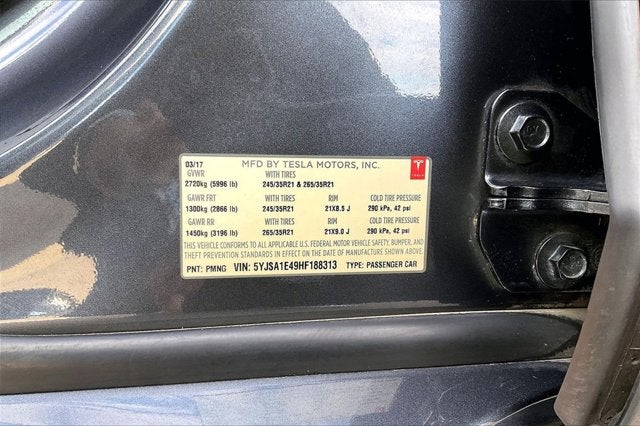 03/17 MFD BY TESLA MOTORS, INC.
GVWR WITH TIRES
2720kg (5996 lb) 245/35R21 & 265/35R21
GAWR FRT WITH TIRES RIM COLD TIRE PRESSURE
1300kg (2866 lb) 245/35R21 21X8.5 J 290 kPa, 42 psi
GAWR RR WITH TIRES RIM COLD TIRE PRESSURE
1450kg (3196 lb) 265/35R21 21X9.0 J 290 kPa, 42 psi
THIS VEHICLE CONFORMS TO ALL APPLICABLE U.S. FEDERAL MOTOR VEHICLE SAFETY, BUMPER, AND
THEFT PREVENTION STANDARDS IN EFFECT ON THE DATE OF MANUFACTURE SHOWN ABOVE.
PNT: PMNG VIN: 5YJSA1E49HF188313 TYPE: PASSENGER CAR